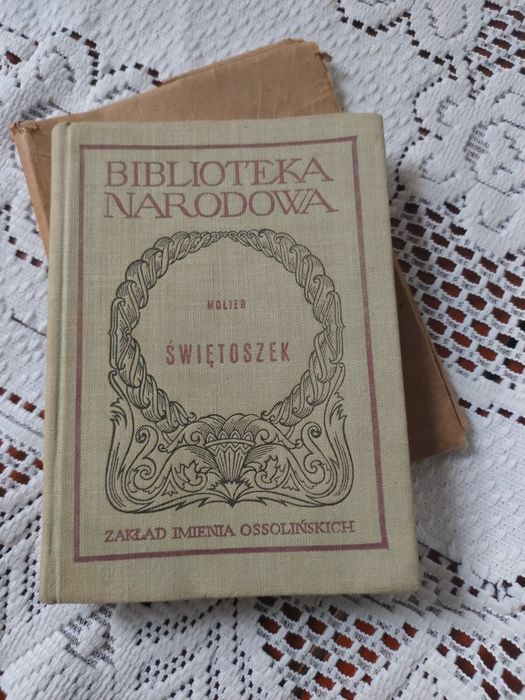 BIBLIOTEKA
NARODOWA
MOLIER
ŚWIĘTOSZEK
ZAKŁAD IMIENIA OSSOLIŃSKICH